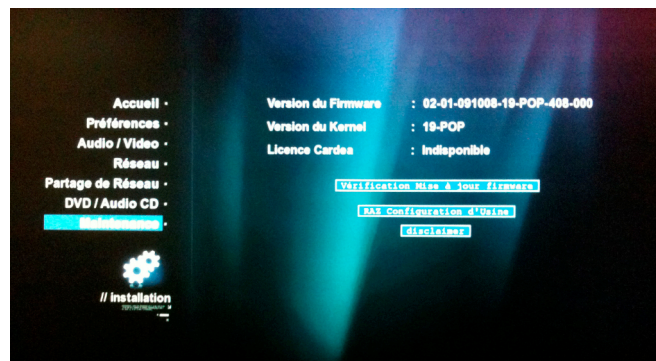 Accueil
Préférences
Audio / Video
Réseau
Partage de Réseau
DVD / Audio CD
Maintenance
// installation
Version du Firmware : 02-01-091008-19-POP-408-000
Version du Kernel : 19-POP
Licence Cardea : Indisponible
Vérification Mise à jour firmware
RAZ Configuration d'Usine
disclaimer